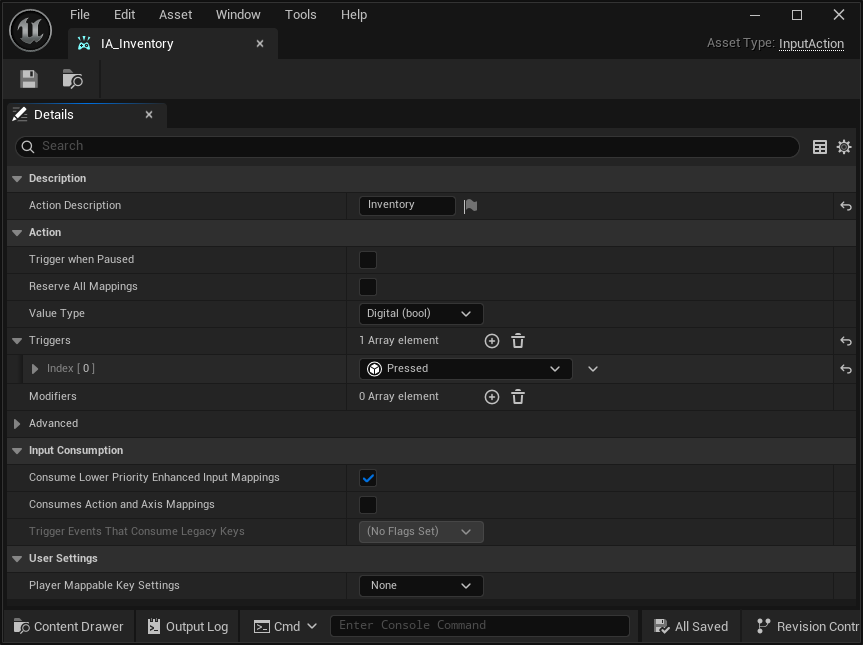 File Edit Asset Window Tools Help
IA_Inventory
Asset Type: InputAction
Details
Search
Description
Action Description Inventory
Action
Trigger when Paused
Reserve All Mappings
Value Type Digital (bool)
Triggers 1 Array element
Index [ 0 ] Pressed
Modifiers 0 Array element
Advanced
Input Consumption
Consume Lower Priority Enhanced Input Mappings
Consumes Action and Axis Mappings
Trigger Events That Consume Legacy Keys (No Flags Set)
User Settings
Player Mappable Key Settings None
Content Drawer Output Log Cmd Enter Console Command All Saved Revision Contr